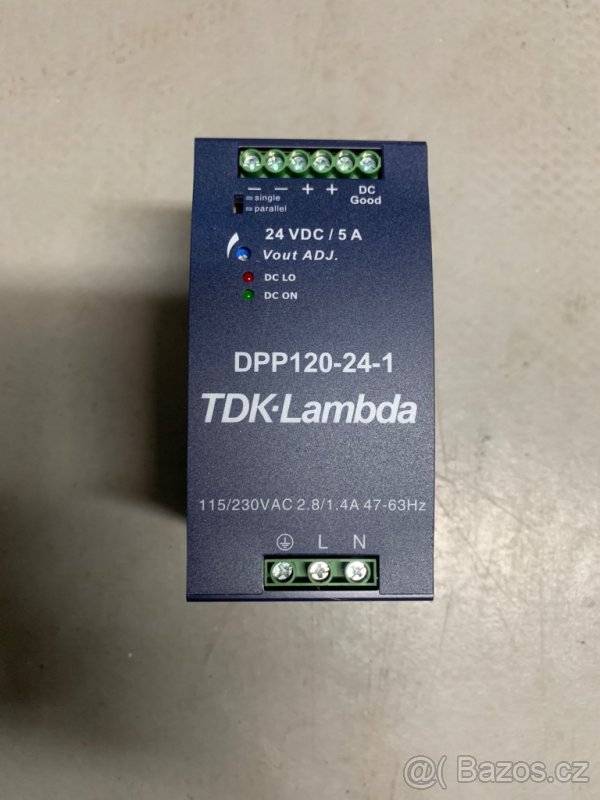 − − + + DC Good
single
parallel
24 VDC / 5 A
Vout ADJ.
DC LO
DC ON
DPP120-24-1
TDK·Lambda
115/230VAC 2.8/1.4A 47-63Hz
L N
@( Bazos.cz